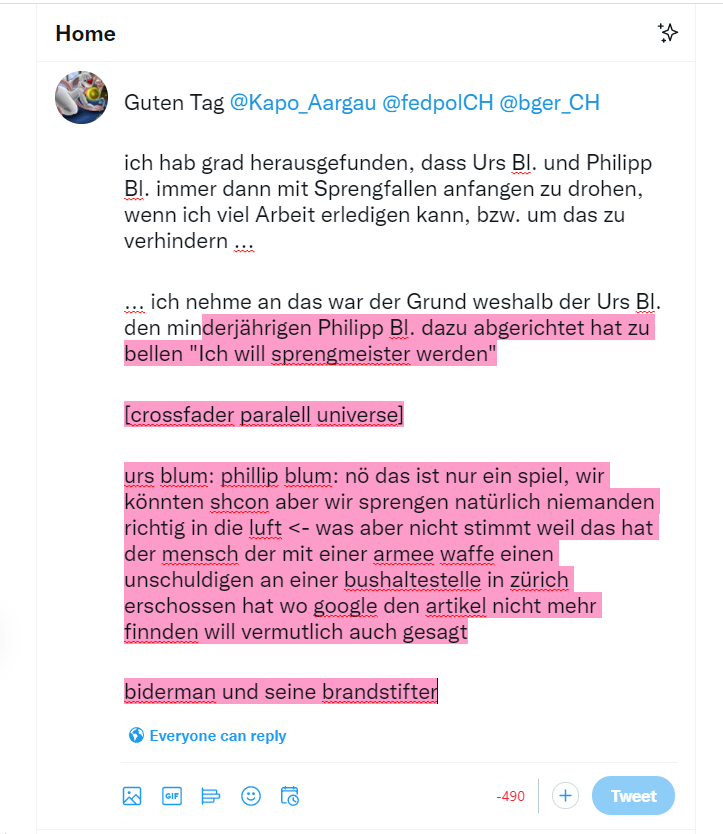 Home
Guten Tag @Kapo_Aargau @fedpolCH @bger_CH
ich hab grad herausgefunden, dass Urs Bl. und Philipp
Bl. immer dann mit Sprengfallen anfangen zu drohen,
wenn ich viel Arbeit erledigen kann, bzw. um das zu
verhindern ...
... ich nehme an das war der Grund weshalb der Urs Bl.
den minderjährigen Philipp Bl. dazu abgerichtet hat zu
bellen "Ich will sprengmeister werden"
[crossfader paralell universe]
urs blum: phillip blum: nö das ist nur ein spiel, wir
könnten shcon aber wir sprengen natürlich niemanden
richtig in die luft <- was aber nicht stimmt weil das hat
der mensch der mit einer armee waffe einen
unschuldigen an einer bushaltestelle in zürich
erschossen hat wo google den artikel nicht mehr
finnden will vermutlich auch gesagt
biderman und seine brandstifter
Everyone can reply
GIF
-490
Tweet